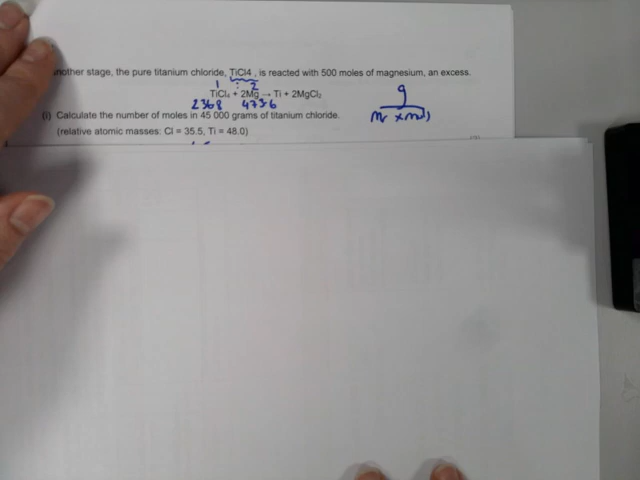 nother stage, the pure titanium chloride, TiCl4 , is reacted with 500 moles of magnesium, an excess.
1 : 2
TiCl₄ + 2Mg → Ti + 2MgCl₂
2368 4736
g
Mr x mols
(i) Calculate the number of moles in 45 000 grams of titanium chloride.
(relative atomic masses: Cl = 35.5, Ti = 48.0)